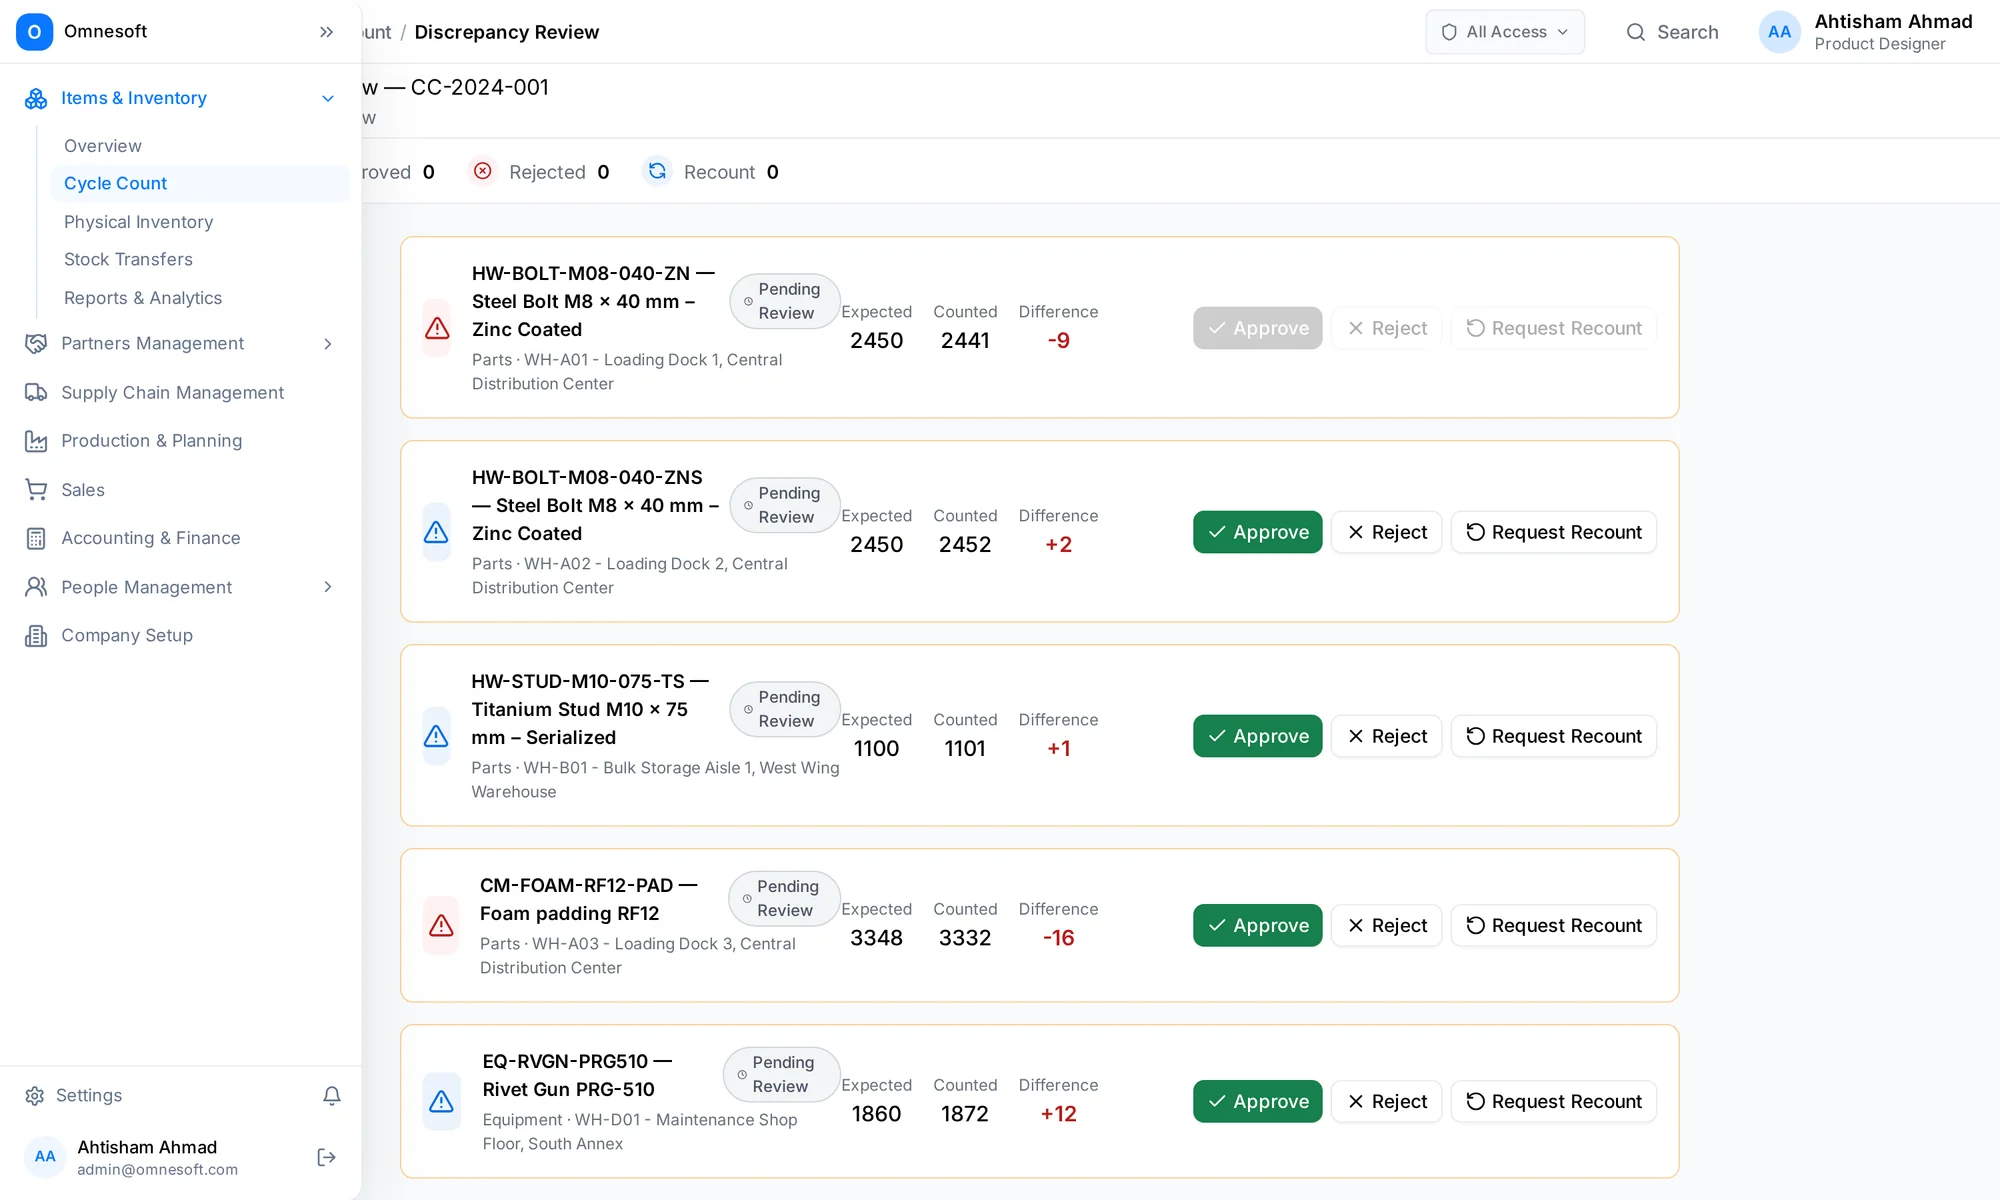 O Omnesoft
Items & Inventory
Overview
Cycle Count
Physical Inventory
Stock Transfers
Reports & Analytics
Partners Management
Supply Chain Management
Production & Planning
Sales
Accounting & Finance
People Management
Company Setup
Settings
AA Ahtisham Ahmad
admin@omnesoft.com
ount / Discrepancy Review
All Access
Search
AA Ahtisham Ahmad
Product Designer
w — CC-2024-001
w
roved 0 Rejected 0 Recount 0
HW-BOLT-M08-040-ZN —
Steel Bolt M8 × 40 mm –
Zinc Coated
Pending
Review
Parts · WH-A01 - Loading Dock 1, Central
Distribution Center
Expected Counted Difference
2450 2441 -9
Approve Reject Request Recount
HW-BOLT-M08-040-ZNS
— Steel Bolt M8 × 40 mm –
Zinc Coated
Pending
Review
Parts · WH-A02 - Loading Dock 2, Central
Distribution Center
Expected Counted Difference
2450 2452 +2
Approve Reject Request Recount
HW-STUD-M10-075-TS —
Titanium Stud M10 × 75
mm – Serialized
Pending
Review
Parts · WH-B01 - Bulk Storage Aisle 1, West Wing
Warehouse
Expected Counted Difference
1100 1101 +1
Approve Reject Request Recount
CM-FOAM-RF12-PAD —
Foam padding RF12
Pending
Review
Parts · WH-A03 - Loading Dock 3, Central
Distribution Center
Expected Counted Difference
3348 3332 -16
Approve Reject Request Recount
EQ-RVGN-PRG510 —
Rivet Gun PRG-510
Pending
Review
Equipment · WH-D01 - Maintenance Shop
Floor, South Annex
Expected Counted Difference
1860 1872 +12
Approve Reject Request Recount